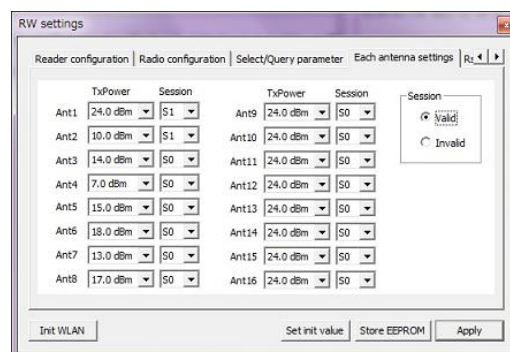 RW settings
Reader configuration Radio configuration Select/Query parameter Each antenna settings
TxPower Session TxPower Session Session
Ant1 24.0 dBm S1 Ant9 24.0 dBm S0 Valid
Ant2 10.0 dBm S1 Ant10 24.0 dBm S0 Invalid
Ant3 14.0 dBm S0 Ant11 24.0 dBm S0
Ant4 7.0 dBm S0 Ant12 24.0 dBm S0
Ant5 15.0 dBm S0 Ant13 24.0 dBm S0
Ant6 18.0 dBm S0 Ant14 24.0 dBm S0
Ant7 13.0 dBm S0 Ant15 24.0 dBm S0
Ant8 17.0 dBm S0 Ant16 24.0 dBm S0
Init WLAN Set init value Store EEPROM Apply